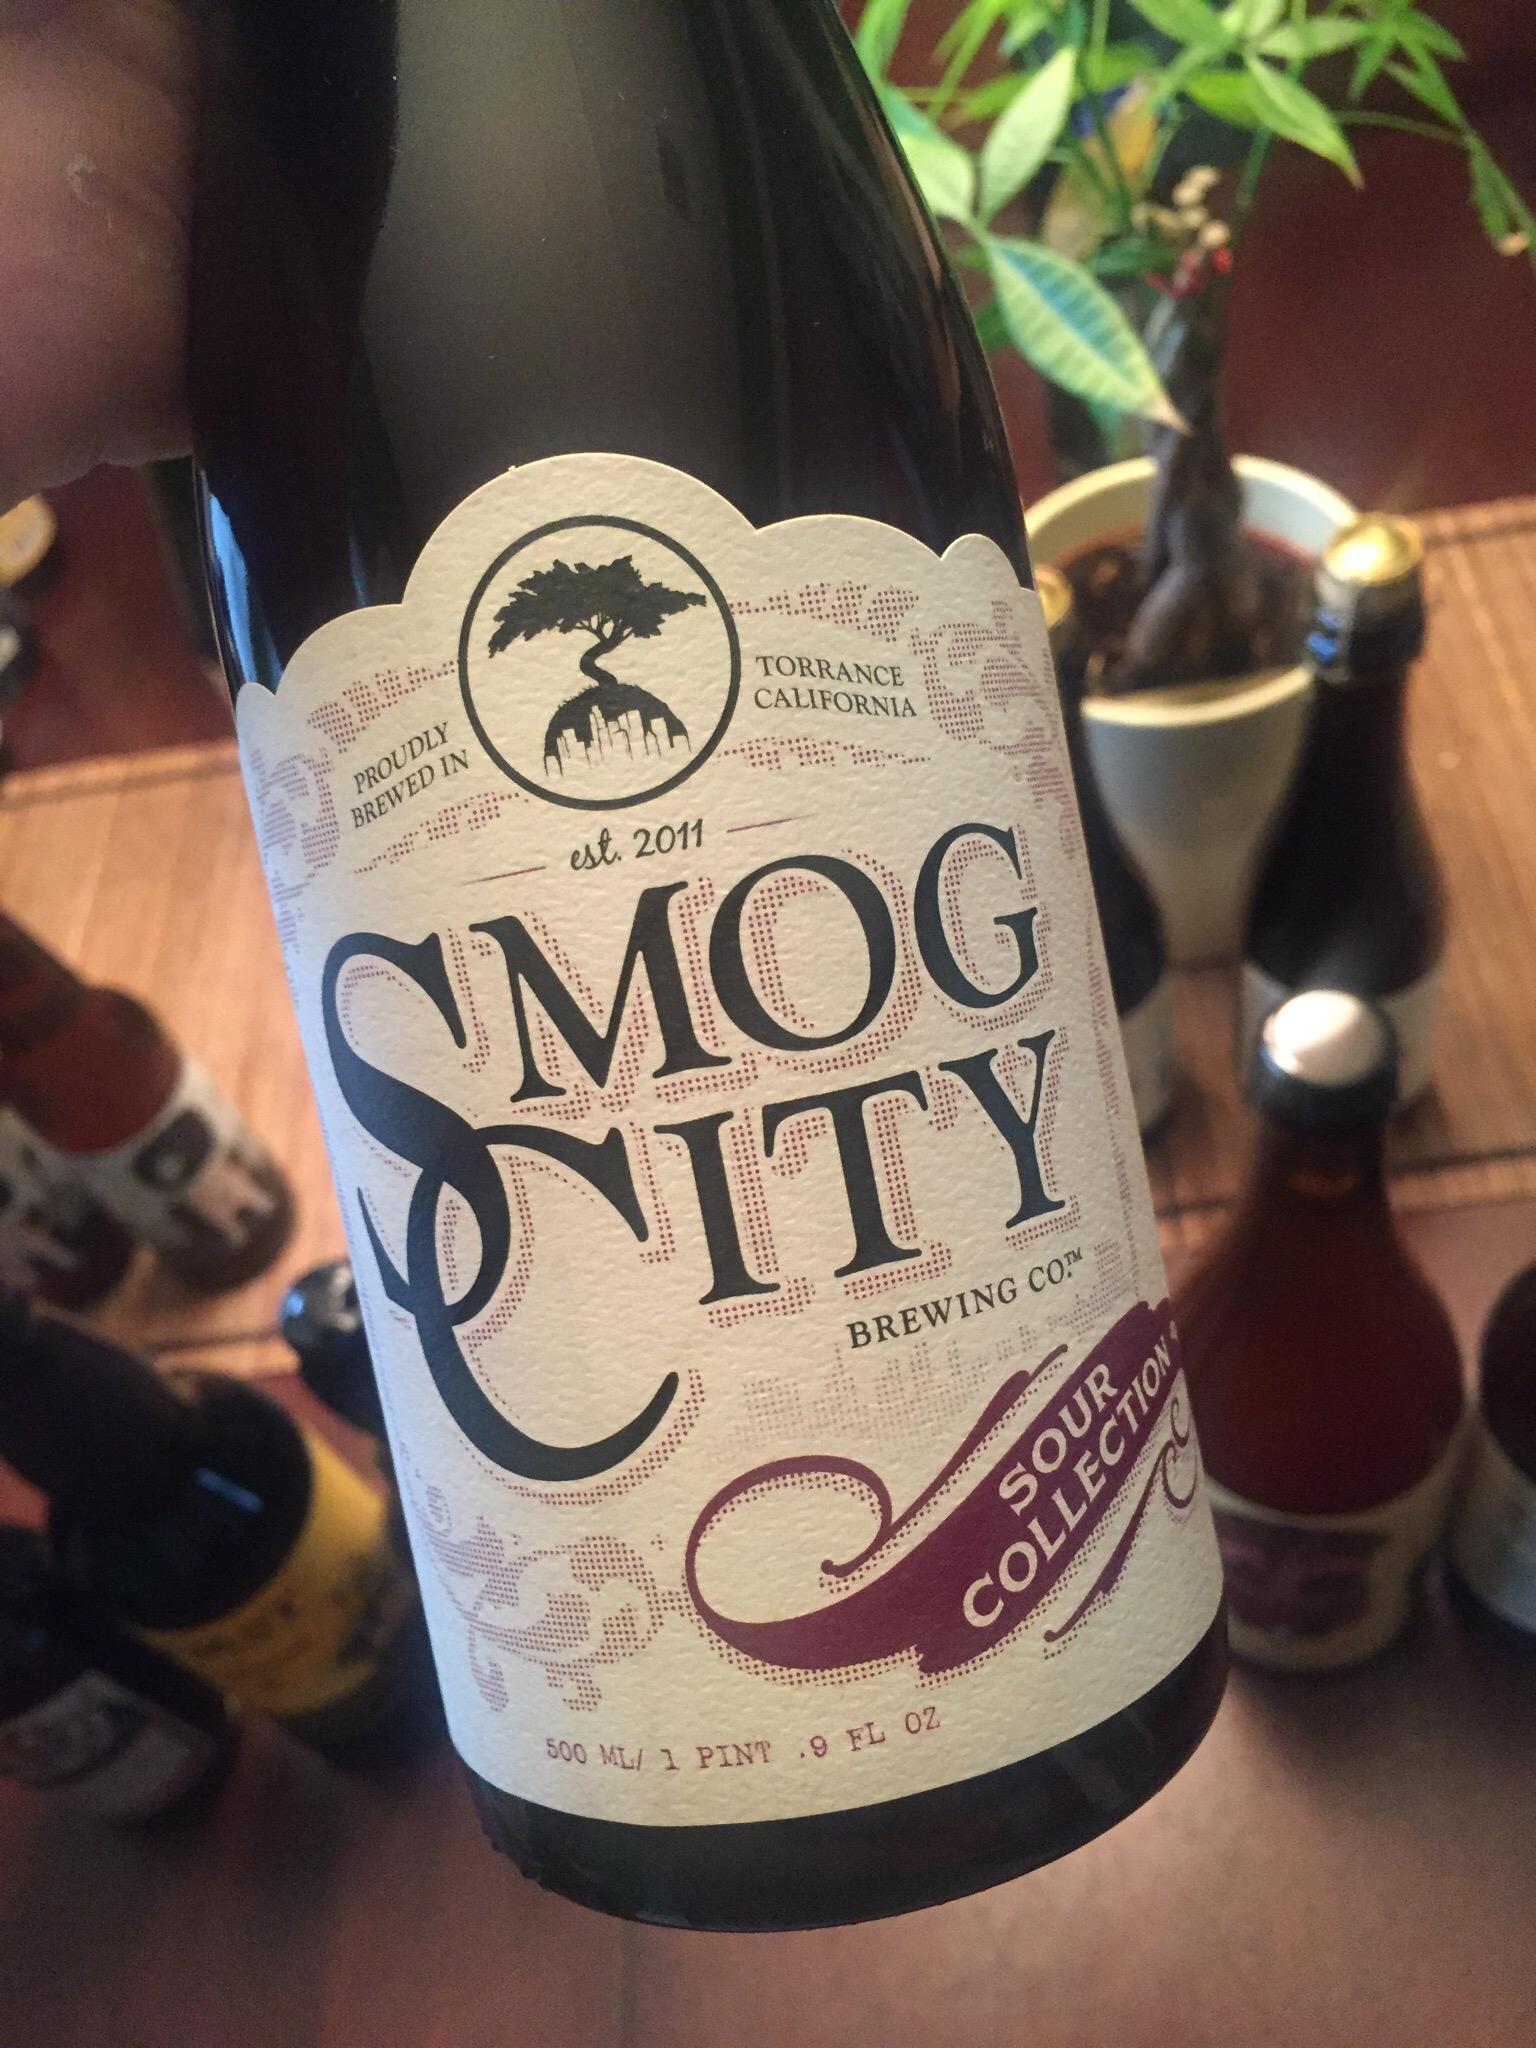 PROUDLY
BREWED IN
TORRANCE
CALIFORNIA
est. 2011
SMOG
CITY
BREWING CO.™
SOUR
COLLECTION
500 ML/ 1 PINT .9 FL OZ